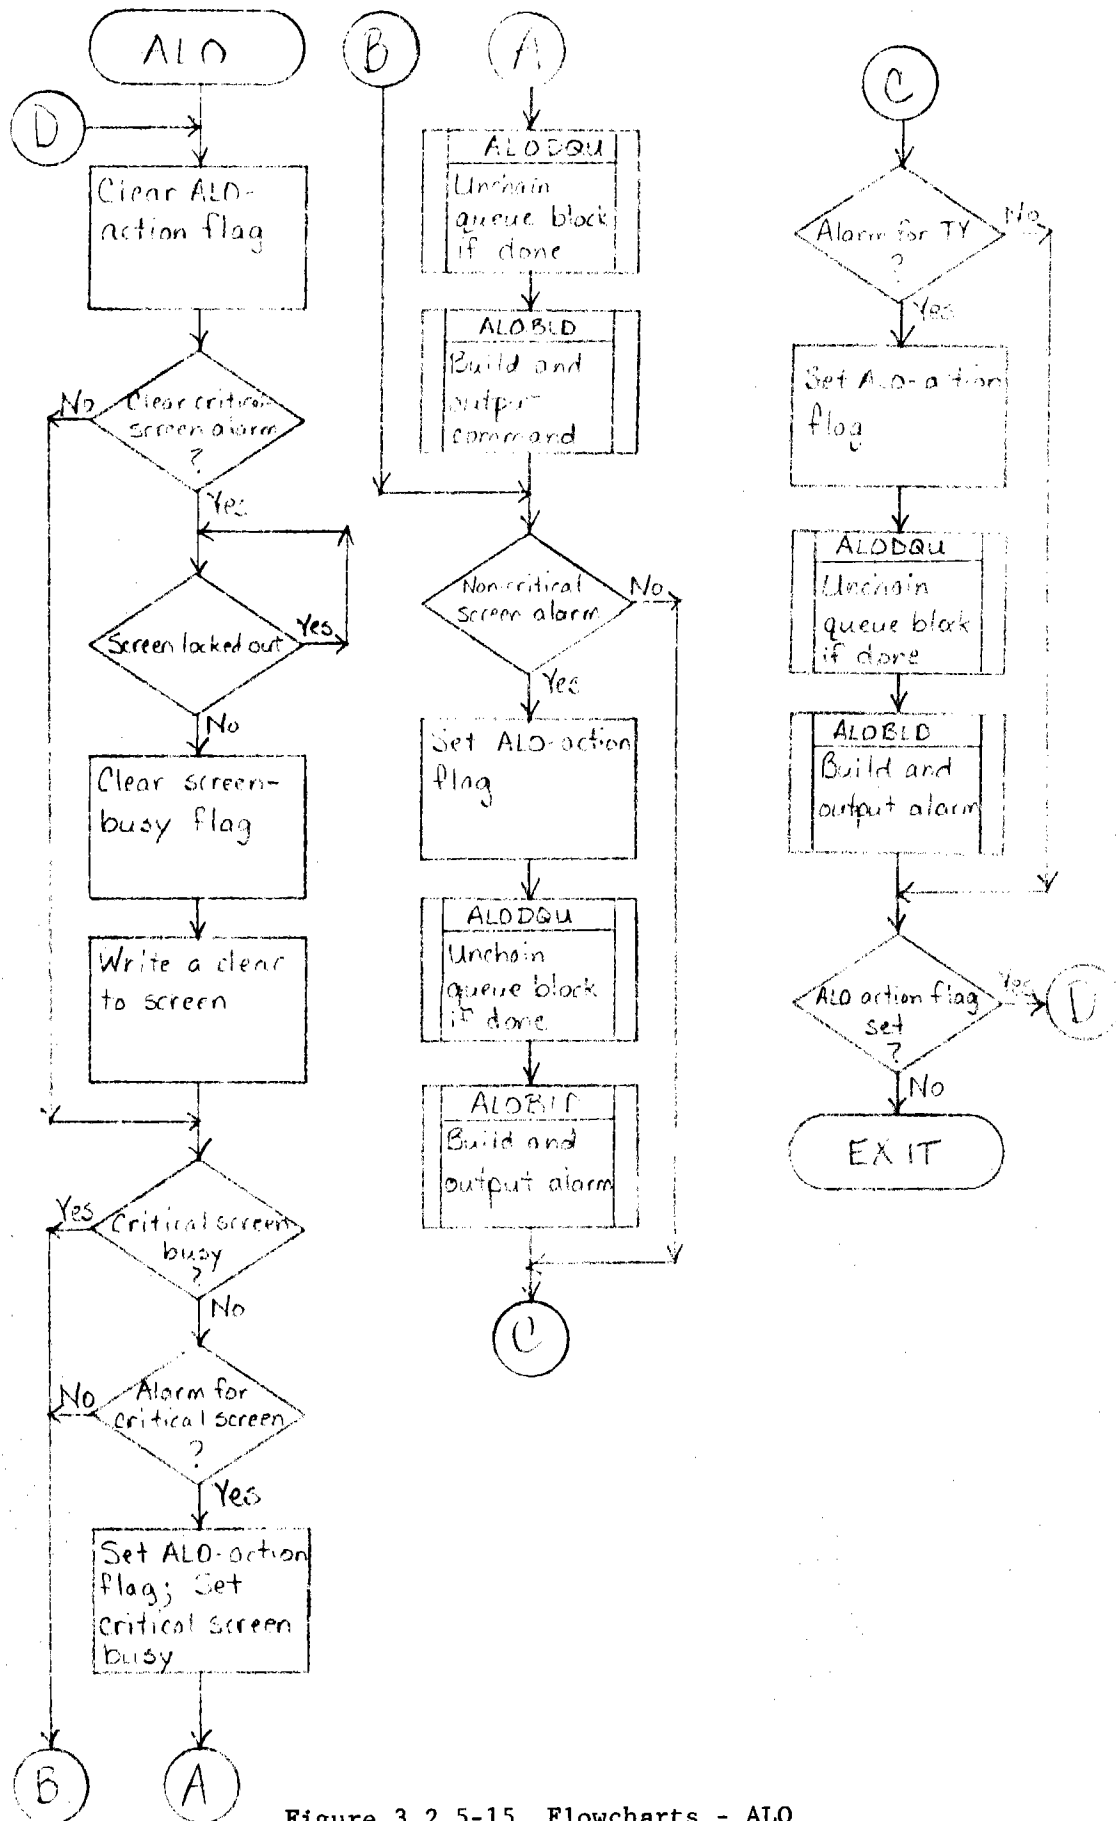 ALO
D
Clear ALO-
action flag
Clear critical
screen alarm
?
No
Yes
Screen locked out
Yes
No
Clear screen-
busy flag
Write a clear
to screen
Critical screen
busy
?
Yes
No
Alarm for
critical screen
?
No
Yes
Set ALO-action
flag; Set
critical screen
busy
B
A
B
A
ALODQU
Unchain
queue block
if done
ALOBLD
Build and
output
command
Non-critical
screen alarm
No
Yes
Set ALO-action
flag
ALODQU
Unchain
queue block
if done
Build and
output alarm
C
C
Alarm for TY
?
No
Yes
Set ALO-action
flag
ALODQU
Unchain
queue block
if done
ALOBLD
Build and
output alarm
ALO action flag
set
?
Yes
D
No
EXIT
Figure 3.2.5-15 Flowcharts - ALO